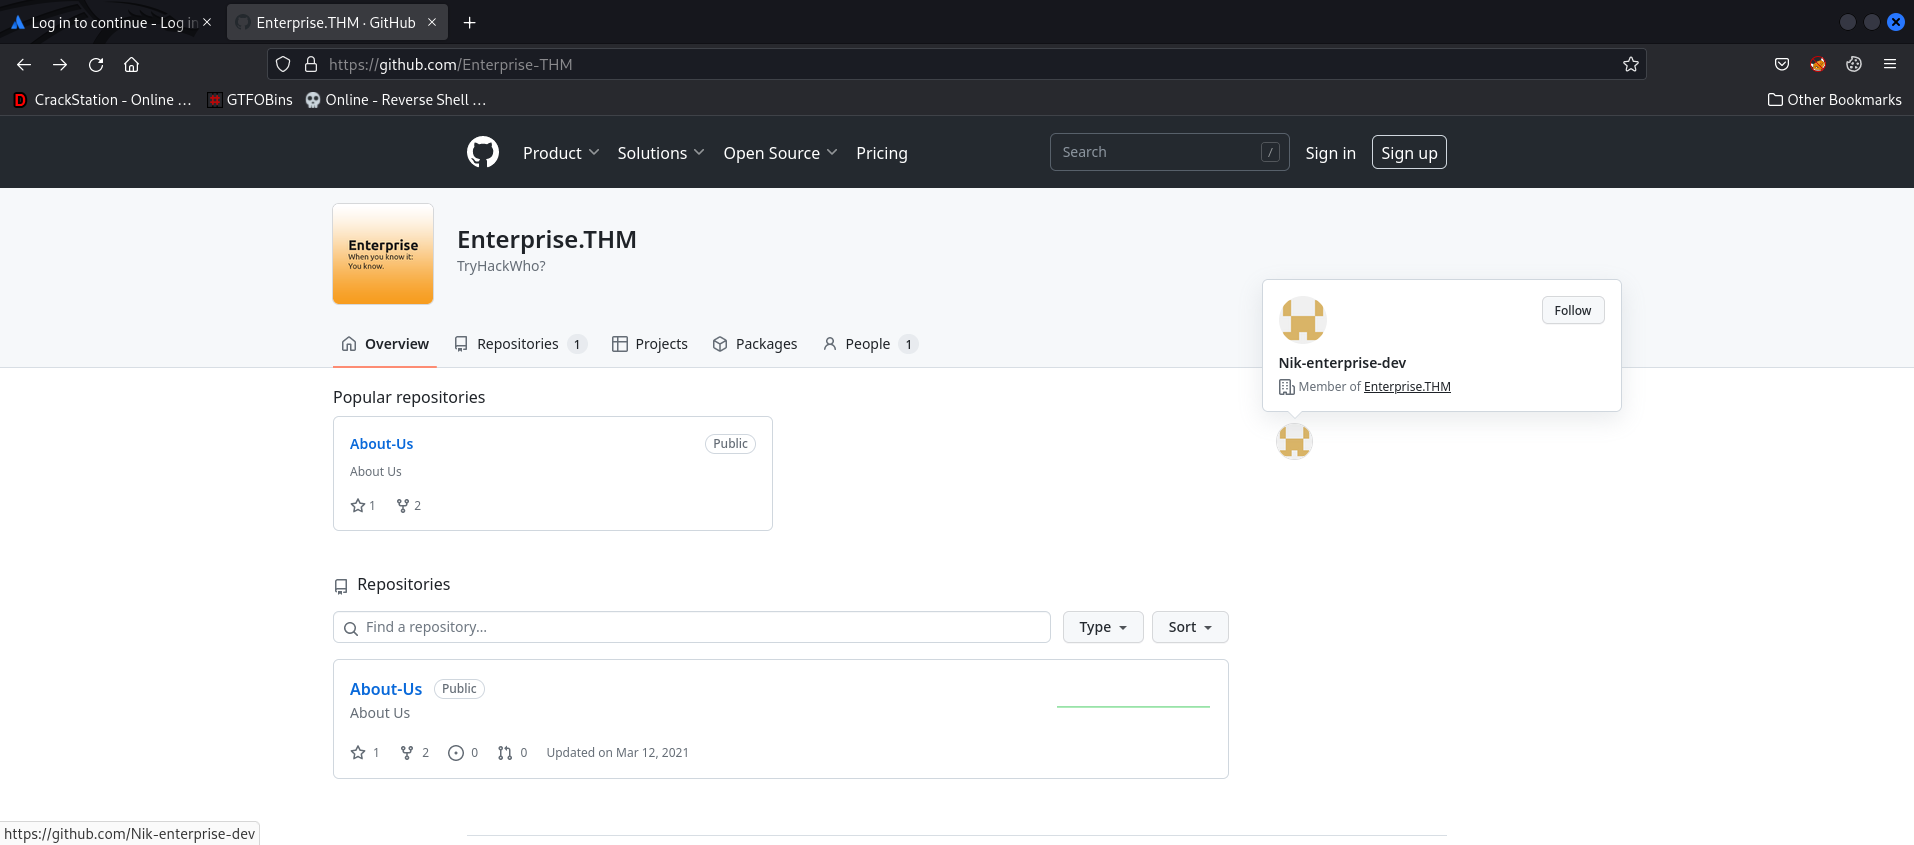 Log in to continue - Log in
Enterprise.THM · GitHub
https://github.com/Enterprise-THM
CrackStation - Online ...
GTFOBins
Online - Reverse Shell ...
Other Bookmarks
Product
Solutions
Open Source
Pricing
Search
/
Sign in
Sign up
Enterprise
When you know it:
You know.
Enterprise.THM
TryHackWho?
Follow
Nik-enterprise-dev
Member of Enterprise.THM
Overview
Repositories 1
Projects
Packages
People 1
Popular repositories
About-Us
Public
About Us
1
2
Repositories
Find a repository...
Type
Sort
About-Us
Public
About Us
1 2 0 0 Updated on Mar 12, 2021
https://github.com/Nik-enterprise-dev